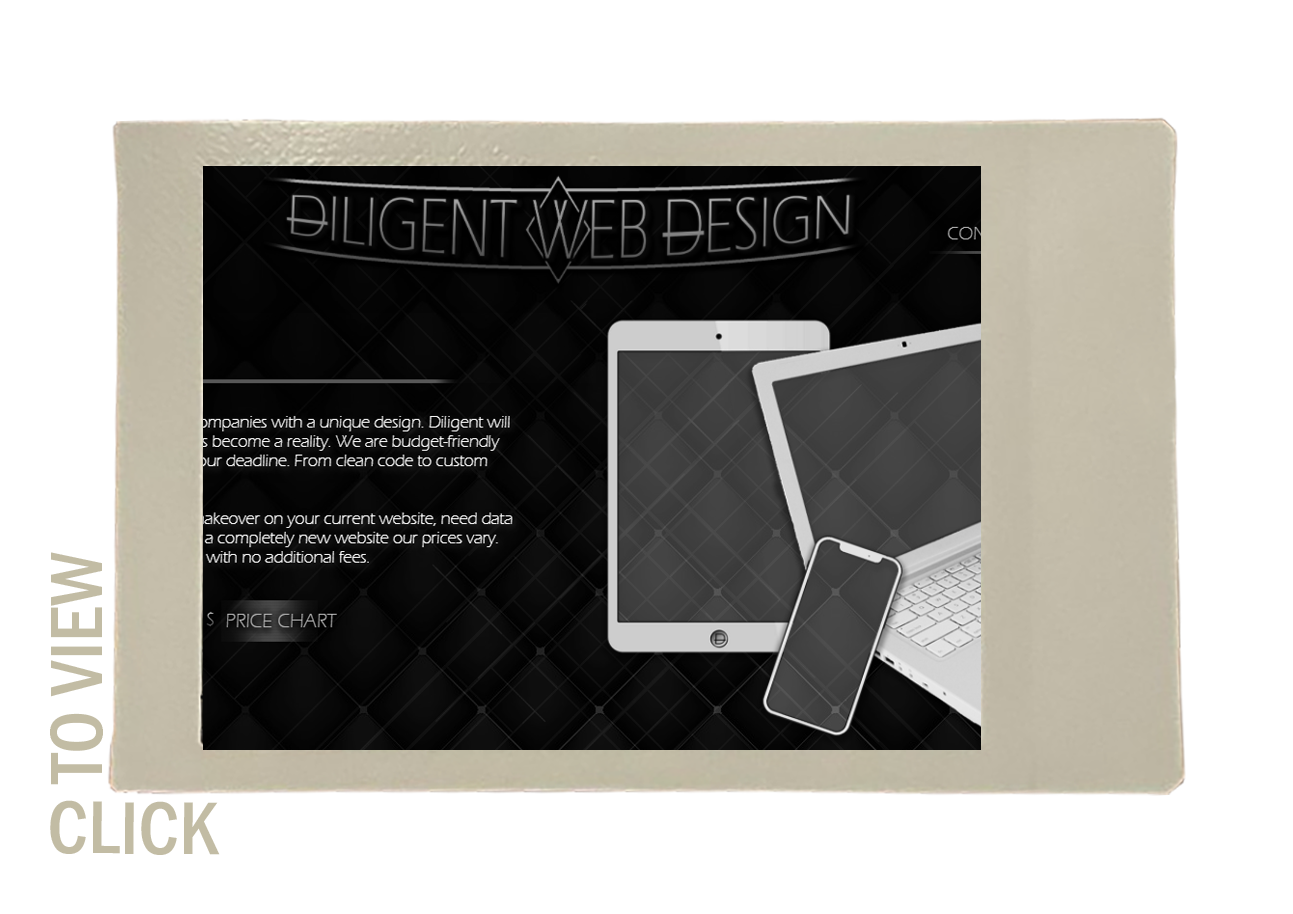 DILIGENT WEB DESIGN
CON
ompanies with a unique design. Diligent will
s become a reality. We are budget-friendly
our deadline. From clean code to custom
akeover on your current website, need data
a completely new website our prices vary.
with no additional fees.
$ PRICE CHART
CLICK
TO VIEW